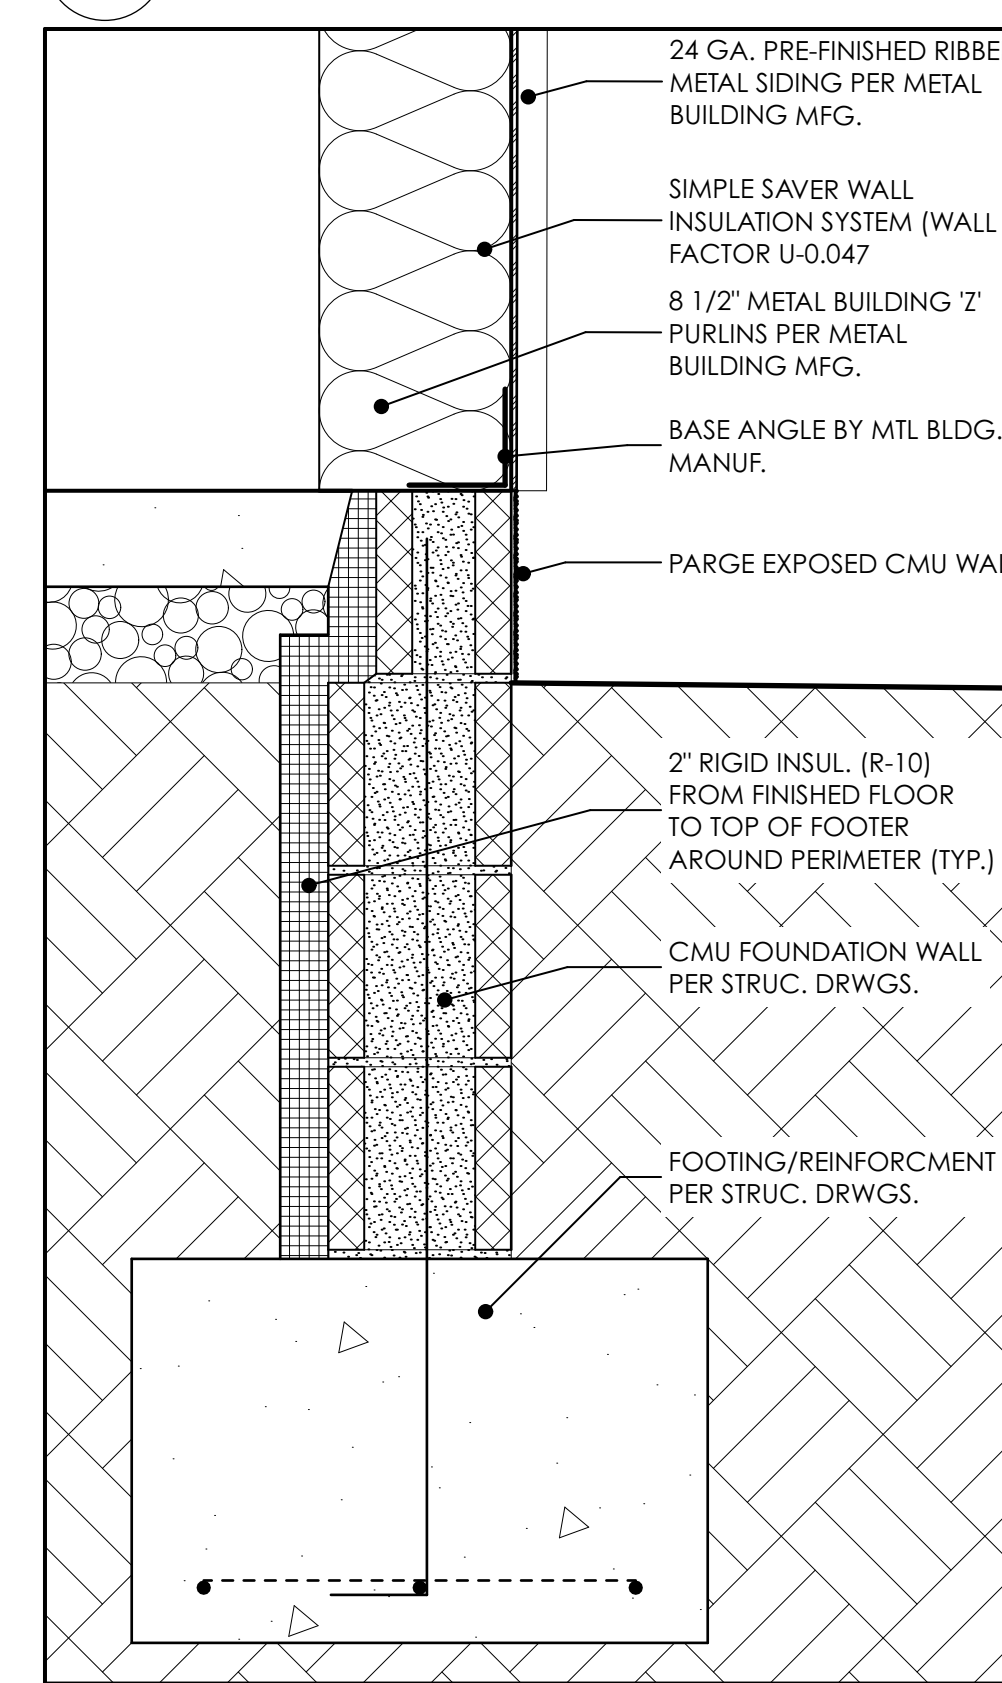 24 GA. PRE-FINISHED RIBBE
METAL SIDING PER METAL
BUILDING MFG.
SIMPLE SAVER WALL
INSULATION SYSTEM (WALL
FACTOR U-0.047
8 1/2" METAL BUILDING 'Z'
PURLINS PER METAL
BUILDING MFG.
BASE ANGLE BY MTL BLDG.
MANUF.
PARGE EXPOSED CMU WAL
2" RIGID INSUL. (R-10)
FROM FINISHED FLOOR
TO TOP OF FOOTER
AROUND PERIMETER (TYP.)
CMU FOUNDATION WALL
PER STRUC. DRWGS.
FOOTING/REINFORCMENT
PER STRUC. DRWGS.